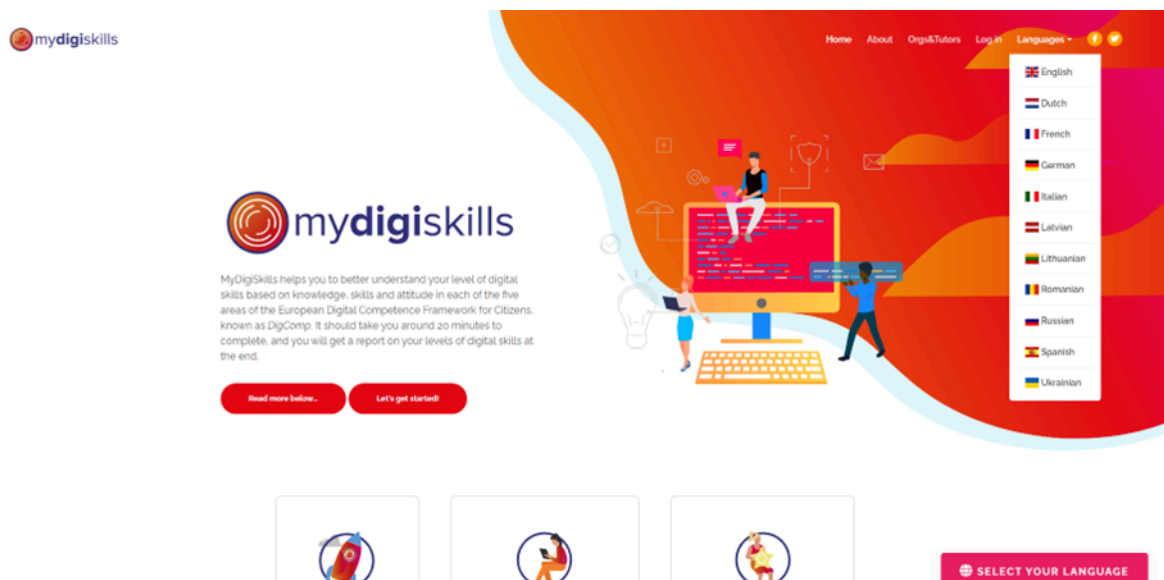 mydigiskills
Home About Orgs&Tutors Log in Languages
English
Dutch
French
German
Italian
Latvian
Lithuanian
Romanian
Russian
Spanish
Ukrainian
mydigiskills
MyDigiSkills helps you to better understand your level of digital
skills based on knowledge, skills and attitude in each of the five
areas of the European Digital Competence Framework for Citizens,
known as DigComp. It should take you around 20 minutes to
complete, and you will get a report on your levels of digital skills at
the end.
Read more below... Let's get started!
SELECT YOUR LANGUAGE